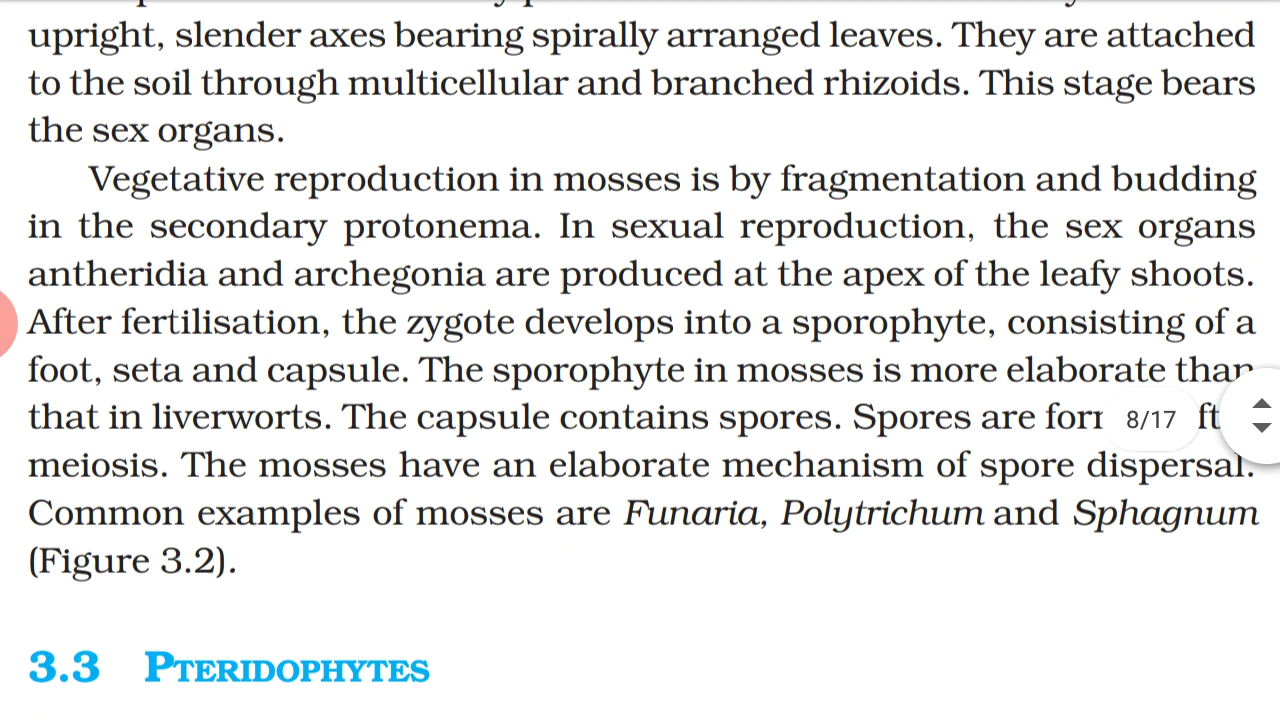 upright, slender axes bearing spirally arranged leaves. They are attached
to the soil through multicellular and branched rhizoids. This stage bears
the sex organs.
Vegetative reproduction in mosses is by fragmentation and budding
in the secondary protonema. In sexual reproduction, the sex organs
antheridia and archegonia are produced at the apex of the leafy shoots.
After fertilisation, the zygote develops into a sporophyte, consisting of a
foot, seta and capsule. The sporophyte in mosses is more elaborate than
that in liverworts. The capsule contains spores. Spores are 8/17
meiosis. The mosses have an elaborate mechanism of spore dispersal.
Common examples of mosses are Funaria, Polytrichum and Sphagnum
(Figure 3.2).
3.3 PTERIDOPHYTES